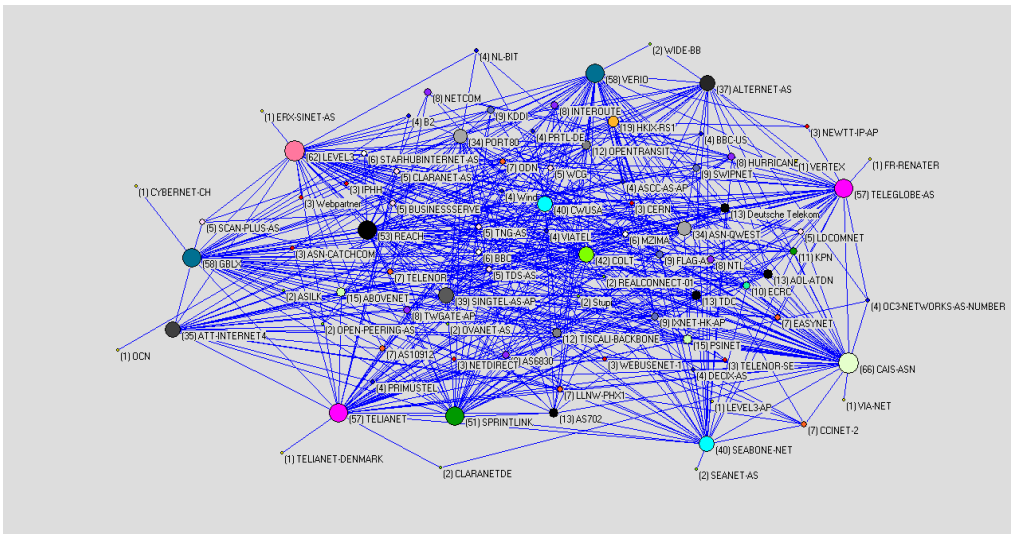 (2) WIDE-BB
(4) NL-BIT
(58) VERIO
(37) ALTERNET-AS
(8) NETCOM
(8) INTEROUTE
(1) ERX-SINET-AS
(9) KDDI
(4) B2
(19) HKIX-RS1
(3) NEWTT-IP-AP
(4) PRTL-DE
(34) PORT80
(4) BBC-US
(12) OPENTRANSIT
(62) LEVEL3
(6) STARHUBINTERNET-AS
(8) HURRICANE
(1) VERTEX
(1) FR-RENATER
(7) ODN
(5) WCG
(9) SWIPNET
(5) CLARANET-AS
(1) CYBERNET-CH
(3) IPHH
(4) ASCC-AS-AP
(57) TELEGLOBE-AS
(3) Webpartner
(5) BUSINESSSERVE
(40) CWUSA
(3) CERN
(13) Deutsche Telekom
(5) SCAN-PLUS-AS
(53) REACH
(5) TNG-AS
(4) VIATEL
(6) MZIMA
(34) ASN-QWEST
(5) LDCOMNET
(3) ASN-CATCHCOM
(58) GBLX
(6) BBC
(42) COLT
(9) FLAG-AS
(8) NTL
(11) KPN
(7) TELENOR
(5) TDS-AS
(2) REALCONNECT-01
(13) AOL-ATDN
(2) ASILK
(15) ABOVENET
(39) SINGTEL-AS-AP
(13) TDC
(10) ECRC
(4) OC3-NETWORKS-AS-NUMBER
(8) TWGATE-AP
(9) IXNET-HK-AP
(7) EASYNET
(35) ATT-INTERNET4
(2) OPEN-PEERING-AS
(2) OVANET-AS
(12) TISCALI-BACKBONE
(15) PSINET
(1) OCN
(7) AS10912
(3) NETDIRECT
AS6830
(3) WEBUSENET-1
(3) TELENOR-SE
(66) CAIS-ASN
(4) DECIX-AS
(4) PRIMUSTEL
(7) LLNW-PHX1
(1) LEVEL3-AP
(1) VIA-NET
(57) TELIANET
(51) SPRINTLINK
(13) AS702
(7) CCINET-2
(40) SEABONE-NET
(1) TELIANET-DENMARK
(2) CLARANETDE
(2) SEANET-AS